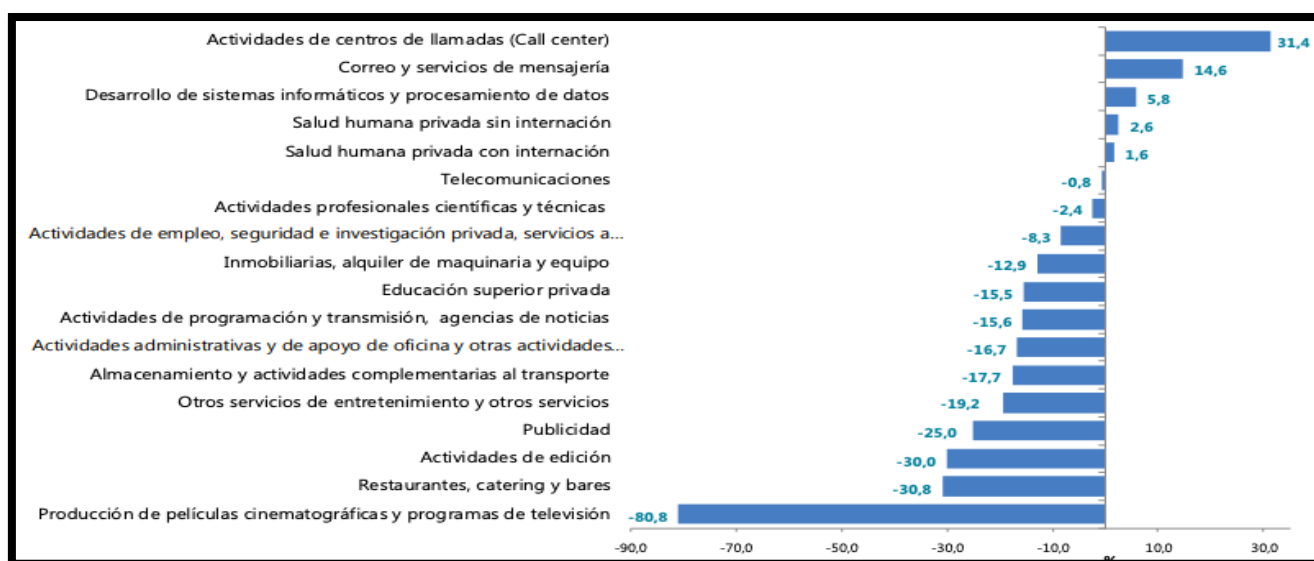 Actividades de centros de llamadas (Call center) 31,4
Correo y servicios de mensajería 14,6
Desarrollo de sistemas informáticos y procesamiento de datos 5,8
Salud humana privada sin internación 2,6
Salud humana privada con internación 1,6
Telecomunicaciones -0,8
Actividades profesionales científicas y técnicas -2,4
Actividades de empleo, seguridad e investigación privada, servicios a... -8,3
Inmobiliarias, alquiler de maquinaria y equipo -12,9
Educación superior privada -15,5
Actividades de programación y transmisión, agencias de noticias -15,6
Actividades administrativas y de apoyo de oficina y otras actividades... -16,7
Almacenamiento y actividades complementarias al transporte -17,7
Otros servicios de entretenimiento y otros servicios -19,2
Publicidad -25,0
Actividades de edición -30,0
Restaurantes, catering y bares -30,8
Producción de películas cinematográficas y programas de televisión -80,8
-90,0 -70,0 -50,0 -30,0 -10,0 10,0 30,0
%